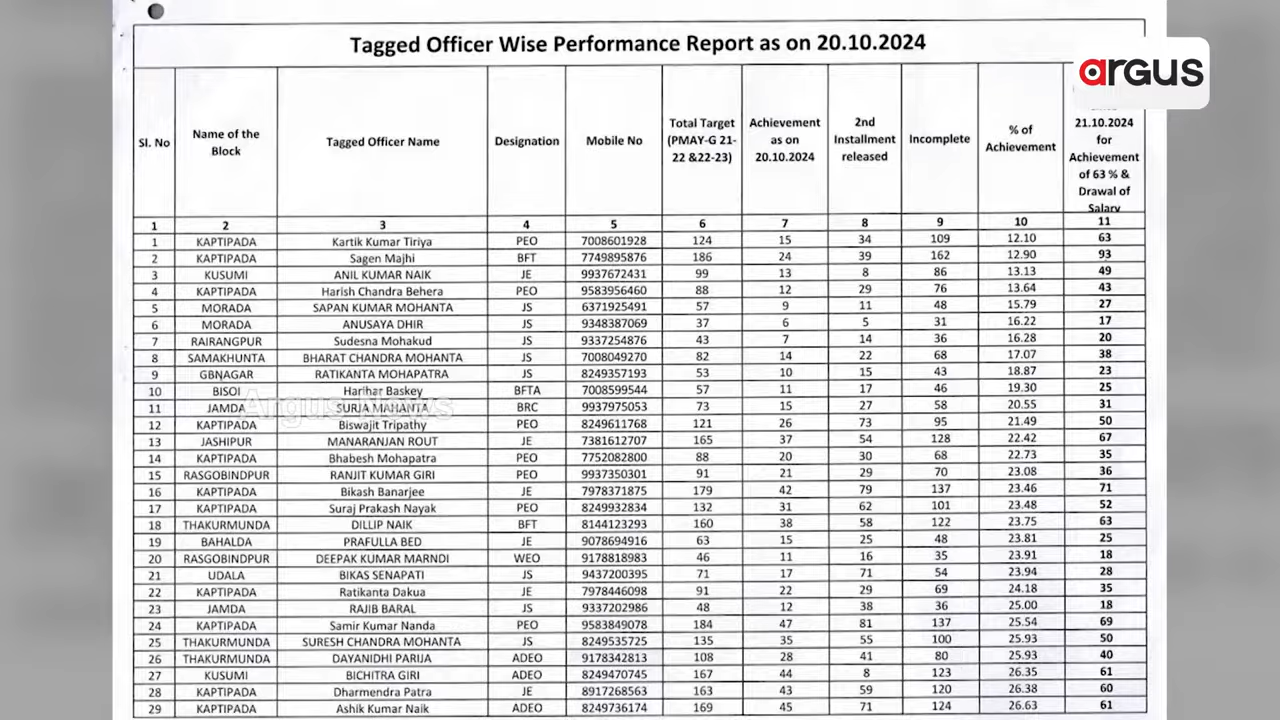 Tagged Officer Wise Performance Report as on 20.10.2024
argus
Sl. No | Name of the Block | Tagged Officer Name | Designation | Mobile No | Total Target (PMAY-G 21-22 &22-23) | Achievement as on 20.10.2024 | 2nd Installment released | Incomplete | % of Achievement | 21.10.2024 for Achievement of 63 % & Drawal of Salary
1 2 3 4 5 6 7 8 9 10 11
1 KAPTIPADA Kartik Kumar Tiriya PEO 7008601928 124 15 34 109 12.10 63
2 KAPTIPADA Sagen Majhi BFT 7749895876 186 24 39 162 12.90 93
3 KUSUMI ANIL KUMAR NAIK JE 9937672431 99 13 8 86 13.13 49
4 KAPTIPADA Harish Chandra Behera PEO 9583956460 88 12 29 76 13.64 43
5 MORADA SAPAN KUMAR MOHANTA JS 6371925491 57 9 11 48 15.79 27
6 MORADA ANUSAYA DHIR JS 9348387069 37 6 5 31 16.22 17
7 RAIRANGPUR Sudesna Mohakud JS 9337254876 43 7 14 36 16.28 20
8 SAMAKHUNTA BHARAT CHANDRA MOHANTA JS 7008049270 82 14 22 68 17.07 38
9 GBNAGAR RATIKANTA MOHAPATRA JS 8249357193 53 10 15 43 18.87 23
10 BISOI Harihar Baskey BFTA 7008599544 57 11 17 46 19.30 25
Argus News
11 JAMDA SURJA MAHANTA BRC 9937975053 73 15 27 58 20.55 31
12 KAPTIPADA Biswajit Tripathy PEO 8249611768 121 26 73 95 21.49 50
13 JASHIPUR MANARANJAN ROUT JE 7381612707 165 37 54 128 22.42 67
14 KAPTIPADA Bhabesh Mohapatra PEO 7752082800 88 20 30 68 22.73 35
15 RASGOBINDPUR RANJIT KUMAR GIRI PEO 9937350301 91 21 29 70 23.08 36
16 KAPTIPADA Bikash Banarjee JE 7978371875 179 42 79 137 23.46 71
17 KAPTIPADA Suraj Prakash Nayak PEO 8249932834 132 31 62 101 23.48 52
18 THAKURMUNDA DILLIP NAIK BFT 8144123293 160 38 58 122 23.75 63
19 BAHALDA PRAFULLA BED JE 9078694916 63 15 25 48 23.81 25
20 RASGOBINDPUR DEEPAK KUMAR MARNDI WEO 9178818983 46 11 16 35 23.91 18
21 UDALA BIKAS SENAPATI JS 9437200395 71 17 71 54 23.94 28
22 KAPTIPADA Ratikanta Dakua JE 7978446098 91 22 29 69 24.18 35
23 JAMDA RAJIB BARAL JS 9337202986 48 12 38 36 25.00 18
24 KAPTIPADA Samir Kumar Nanda PEO 9583849078 184 47 81 137 25.54 69
25 THAKURMUNDA SURESH CHANDRA MOHANTA JS 8249535725 135 35 55 100 25.93 50
26 THAKURMUNDA DAYANIDHI PARIJA ADEO 9178342813 108 28 41 80 25.93 40
27 KUSUMI BICHITRA GIRI ADEO 8249470745 167 44 8 123 26.35 61
28 KAPTIPADA Dharmendra Patra JE 8917268563 163 43 59 120 26.38 60
29 KAPTIPADA Ashik Kumar Naik ADEO 8249736174 169 45 71 124 26.63 61